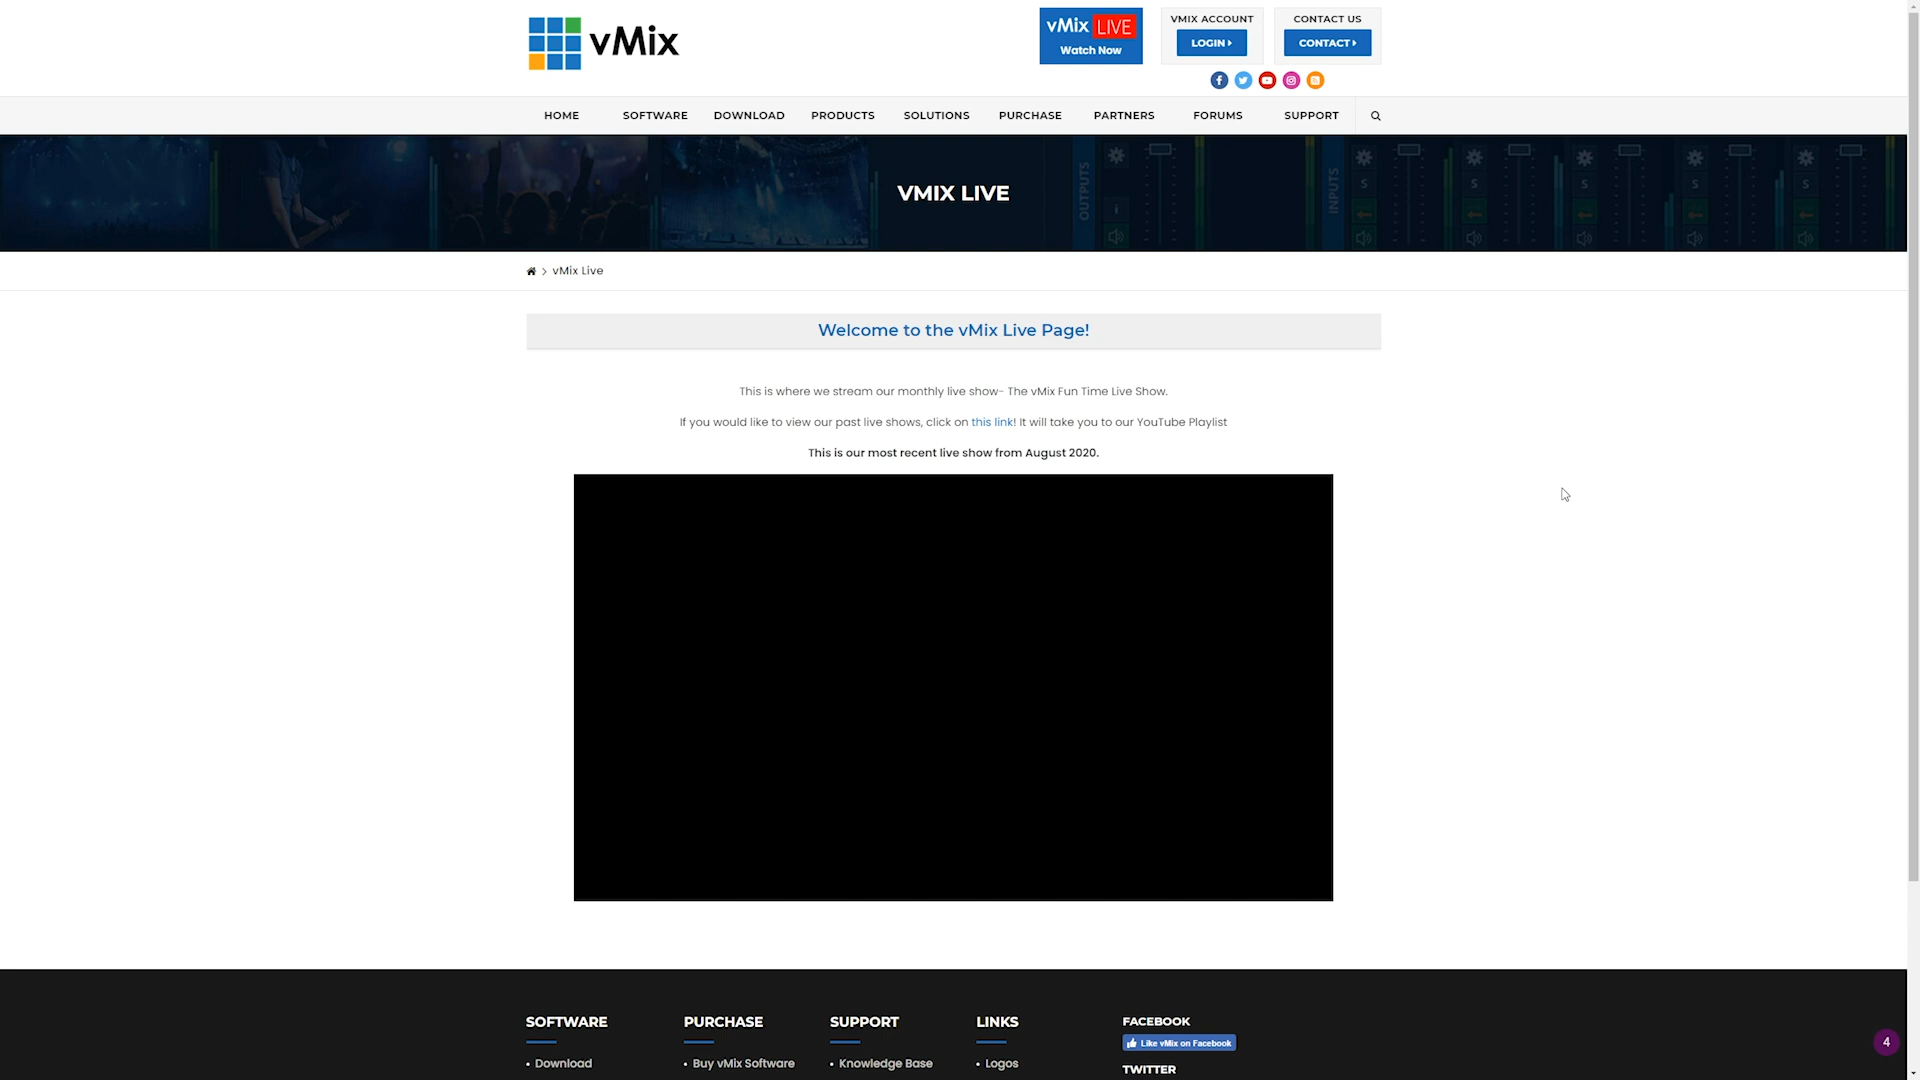 vMix
vMix LIVE
Watch Now
VMIX ACCOUNT
LOGIN
CONTACT US
CONTACT
HOME
SOFTWARE
DOWNLOAD
PRODUCTS
SOLUTIONS
PURCHASE
PARTNERS
FORUMS
SUPPORT
VMIX LIVE
OUTPUTS
INPUTS
S
S
S
S
S
vMix Live
Welcome to the vMix Live Page!
This is where we stream our monthly live show- The vMix Fun Time Live Show.
If you would like to view our past live shows, click on this link! It will take you to our YouTube Playlist
This is our most recent live show from August 2020.
SOFTWARE
PURCHASE
SUPPORT
LINKS
FACEBOOK
Like vMix on Facebook
• Download
• Buy vMix Software
• Knowledge Base
• Logos
TWITTER
4